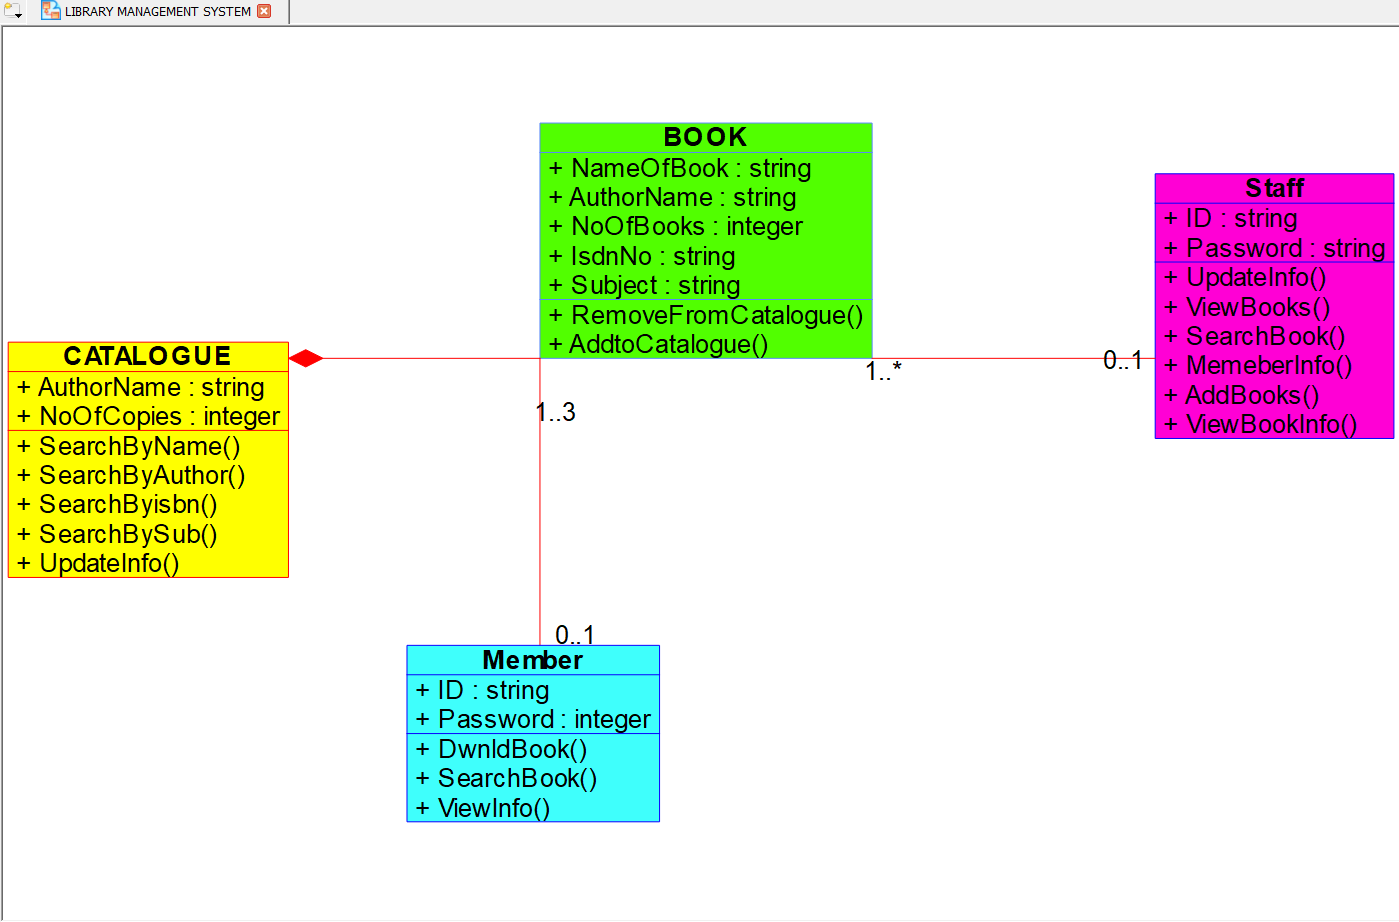 LIBRARY MANAGEMENT SYSTEM
BOOK
+ NameOfBook : string
+ AuthorName : string
+ NoOfBooks : integer
+ IsdnNo : string
+ Subject : string
+ RemoveFromCatalogue()
+ AddtoCatalogue()
Staff
+ ID : string
+ Password : string
+ UpdateInfo()
+ ViewBooks()
+ SearchBook()
+ MemeberInfo()
+ AddBooks()
+ ViewBookInfo()
1..*
0..1
CATALOGUE
+ AuthorName : string
+ NoOfCopies : integer
+ SearchByName()
+ SearchByAuthor()
+ SearchByisbn()
+ SearchBySub()
+ UpdateInfo()
1..3
0..1
Member
+ ID : string
+ Password : integer
+ DwnldBook()
+ SearchBook()
+ ViewInfo()